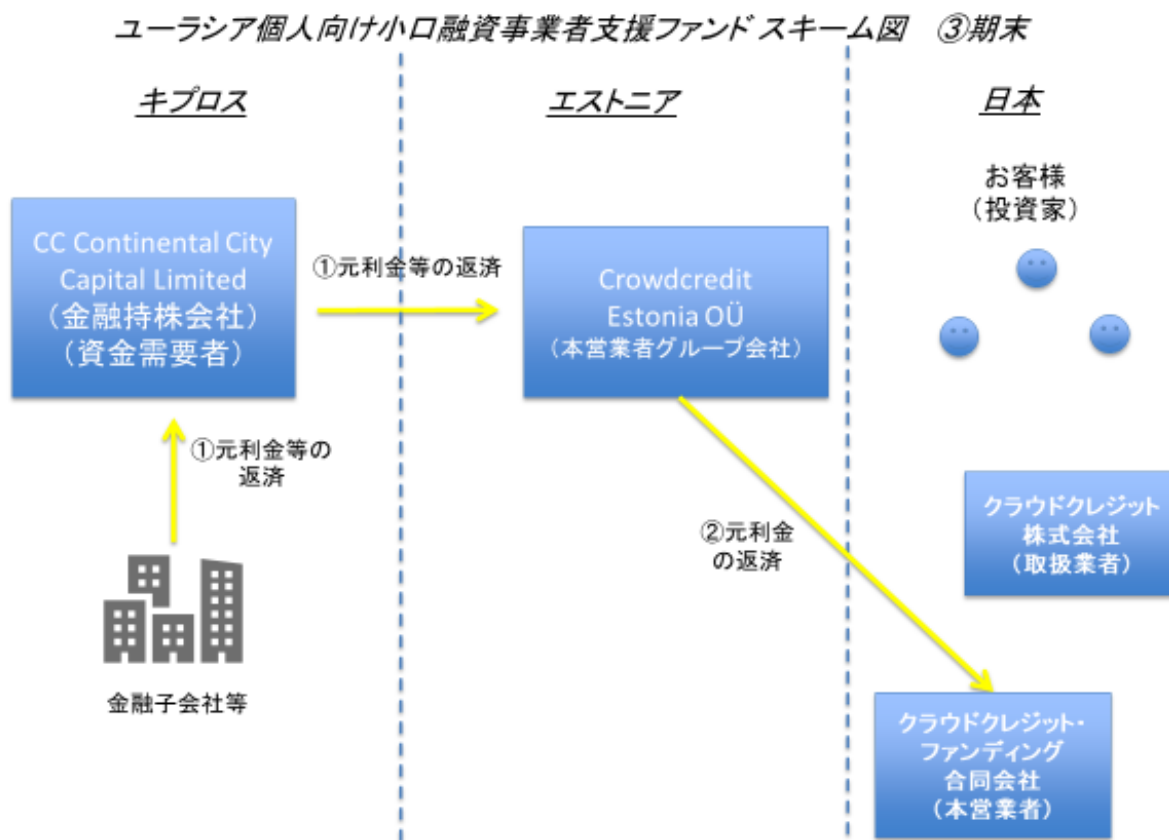 ユーラシア個人向け小口融資事業者支援ファンド スキーム図　③期末
キプロス
エストニア
日本
お客様
（投資家）
CC Continental City
Capital Limited
（金融持株会社）
（資金需要者）
①元利金等の返済
Crowdcredit
Estonia OÜ
（本営業者グループ会社）
①元利金等の
返済
クラウドクレジット
株式会社
（取扱業者）
②元利金
の返済
金融子会社等
クラウドクレジット・
ファンディング
合同会社
（本営業者）